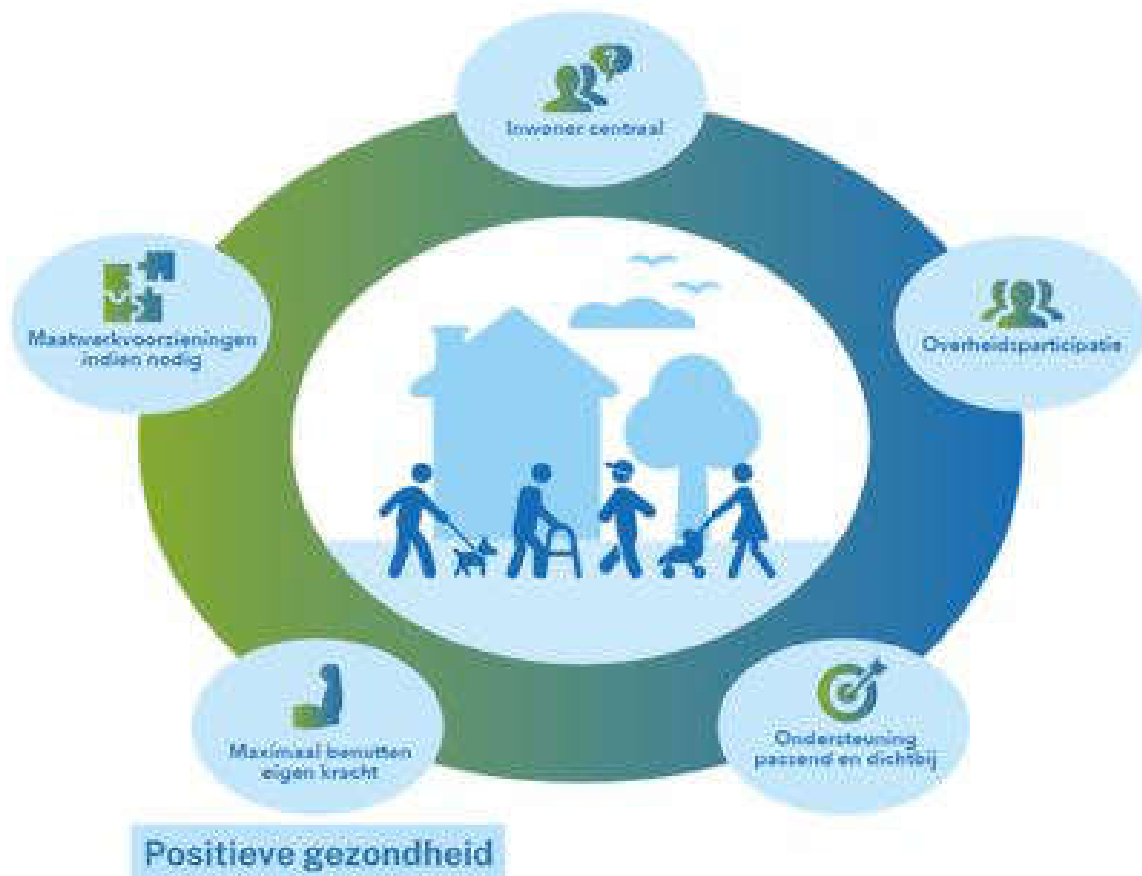 ?
Inwoner centraal
Overheidsparticipatie
Ondersteuning
passend en dichtbij
Maximaal benutten
eigen kracht
Maatwerkvoorzieningen
indien nodig
Positieve gezondheid